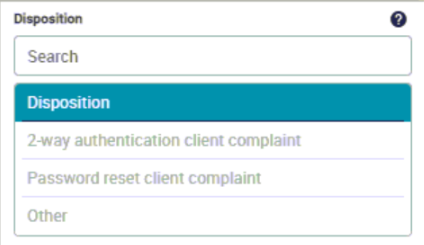 Disposition ?
Search
Disposition
2-way authentication client complaint
Password reset client complaint
Other